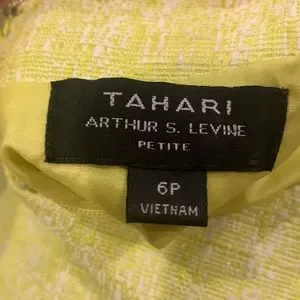 TAHARI
ARTHUR S. LEVINE
PETITE
6P
VIETNAM